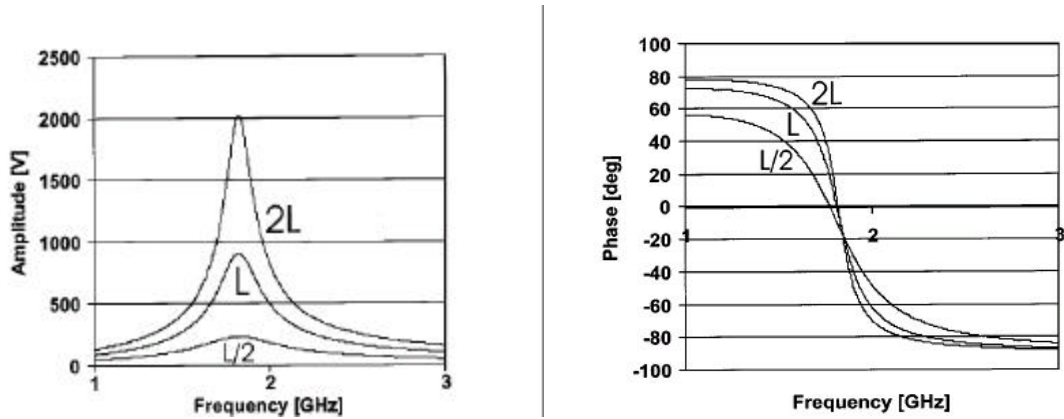 2500
2000
1500
1000
500
0
Amplitude [V]
2L
L
L/2
1
2
3
Frequency [GHz]
100
80
60
40
20
0
-20
-40
-60
-80
-100
Phase [deg]
2L
L
L/2
1
2
3
Frequency [GHz]